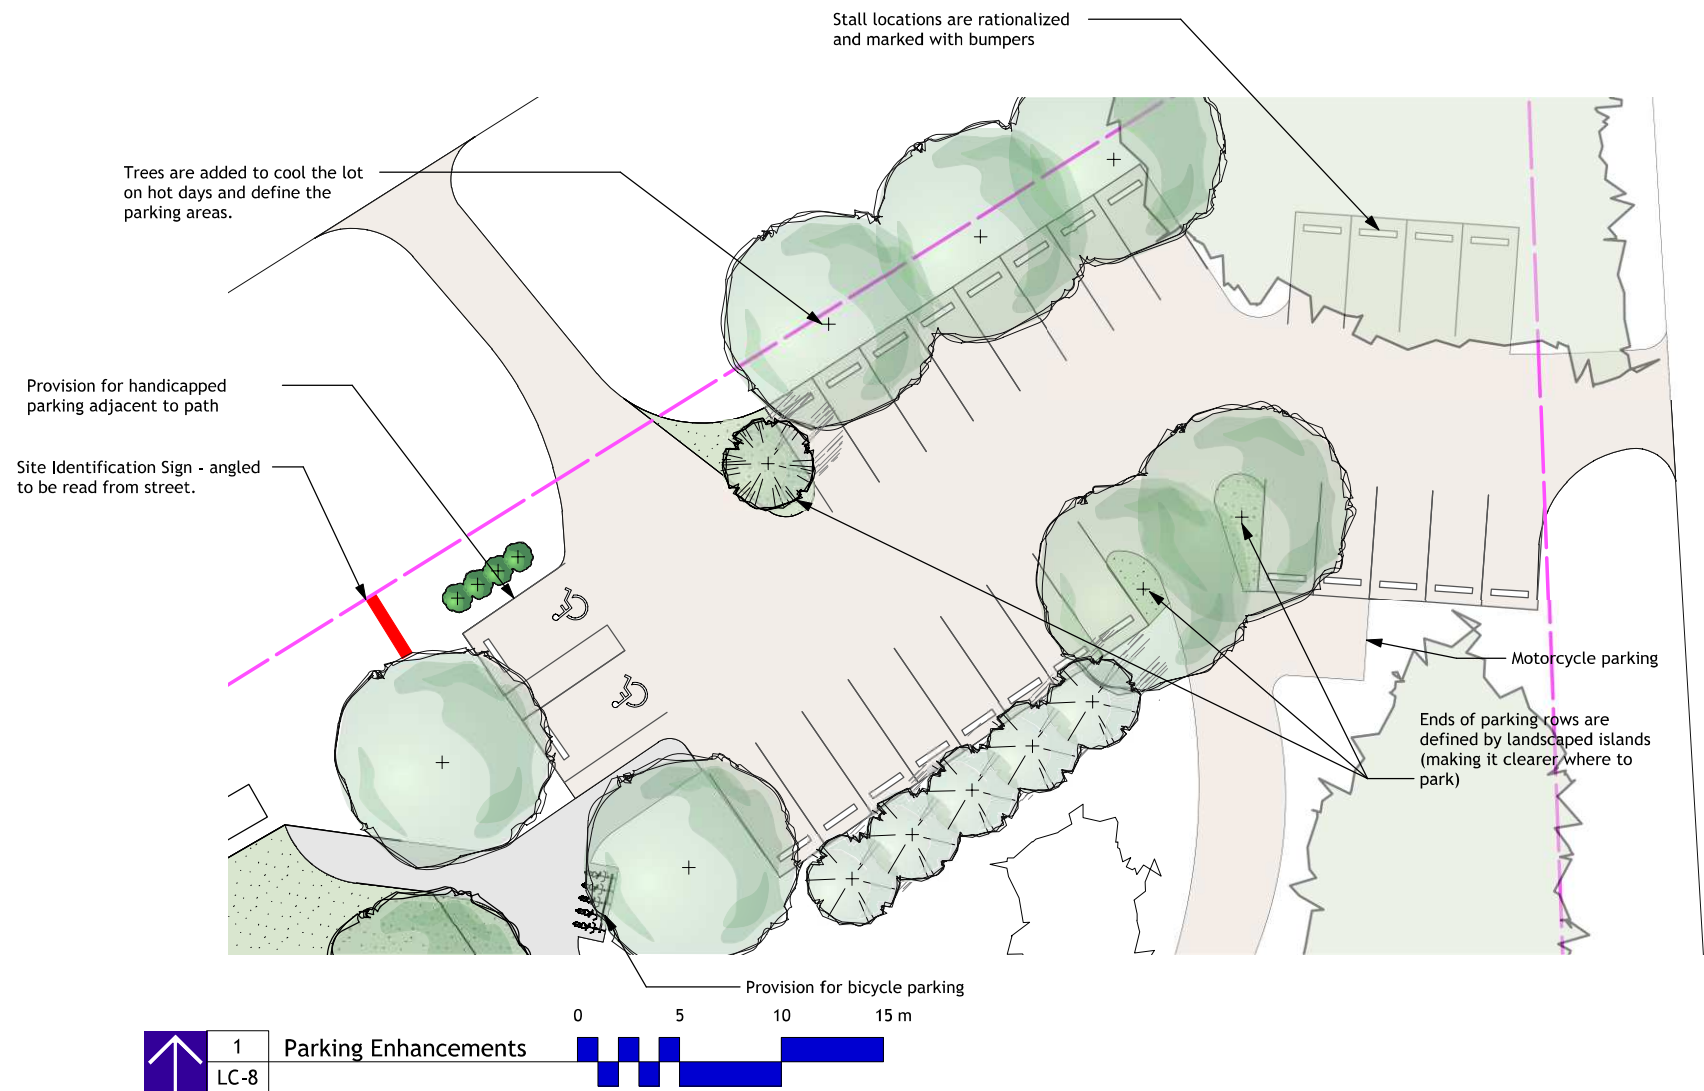 Stall locations are rationalized
and marked with bumpers
Trees are added to cool the lot
on hot days and define the
parking areas.
Provision for handicapped
parking adjacent to path
Site Identification Sign - angled
to be read from street.
Motorcycle parking
Ends of parking rows are
defined by landscaped islands
(making it clearer where to
park)
Provision for bicycle parking
0 5 10 15 m
1
LC-8
Parking Enhancements